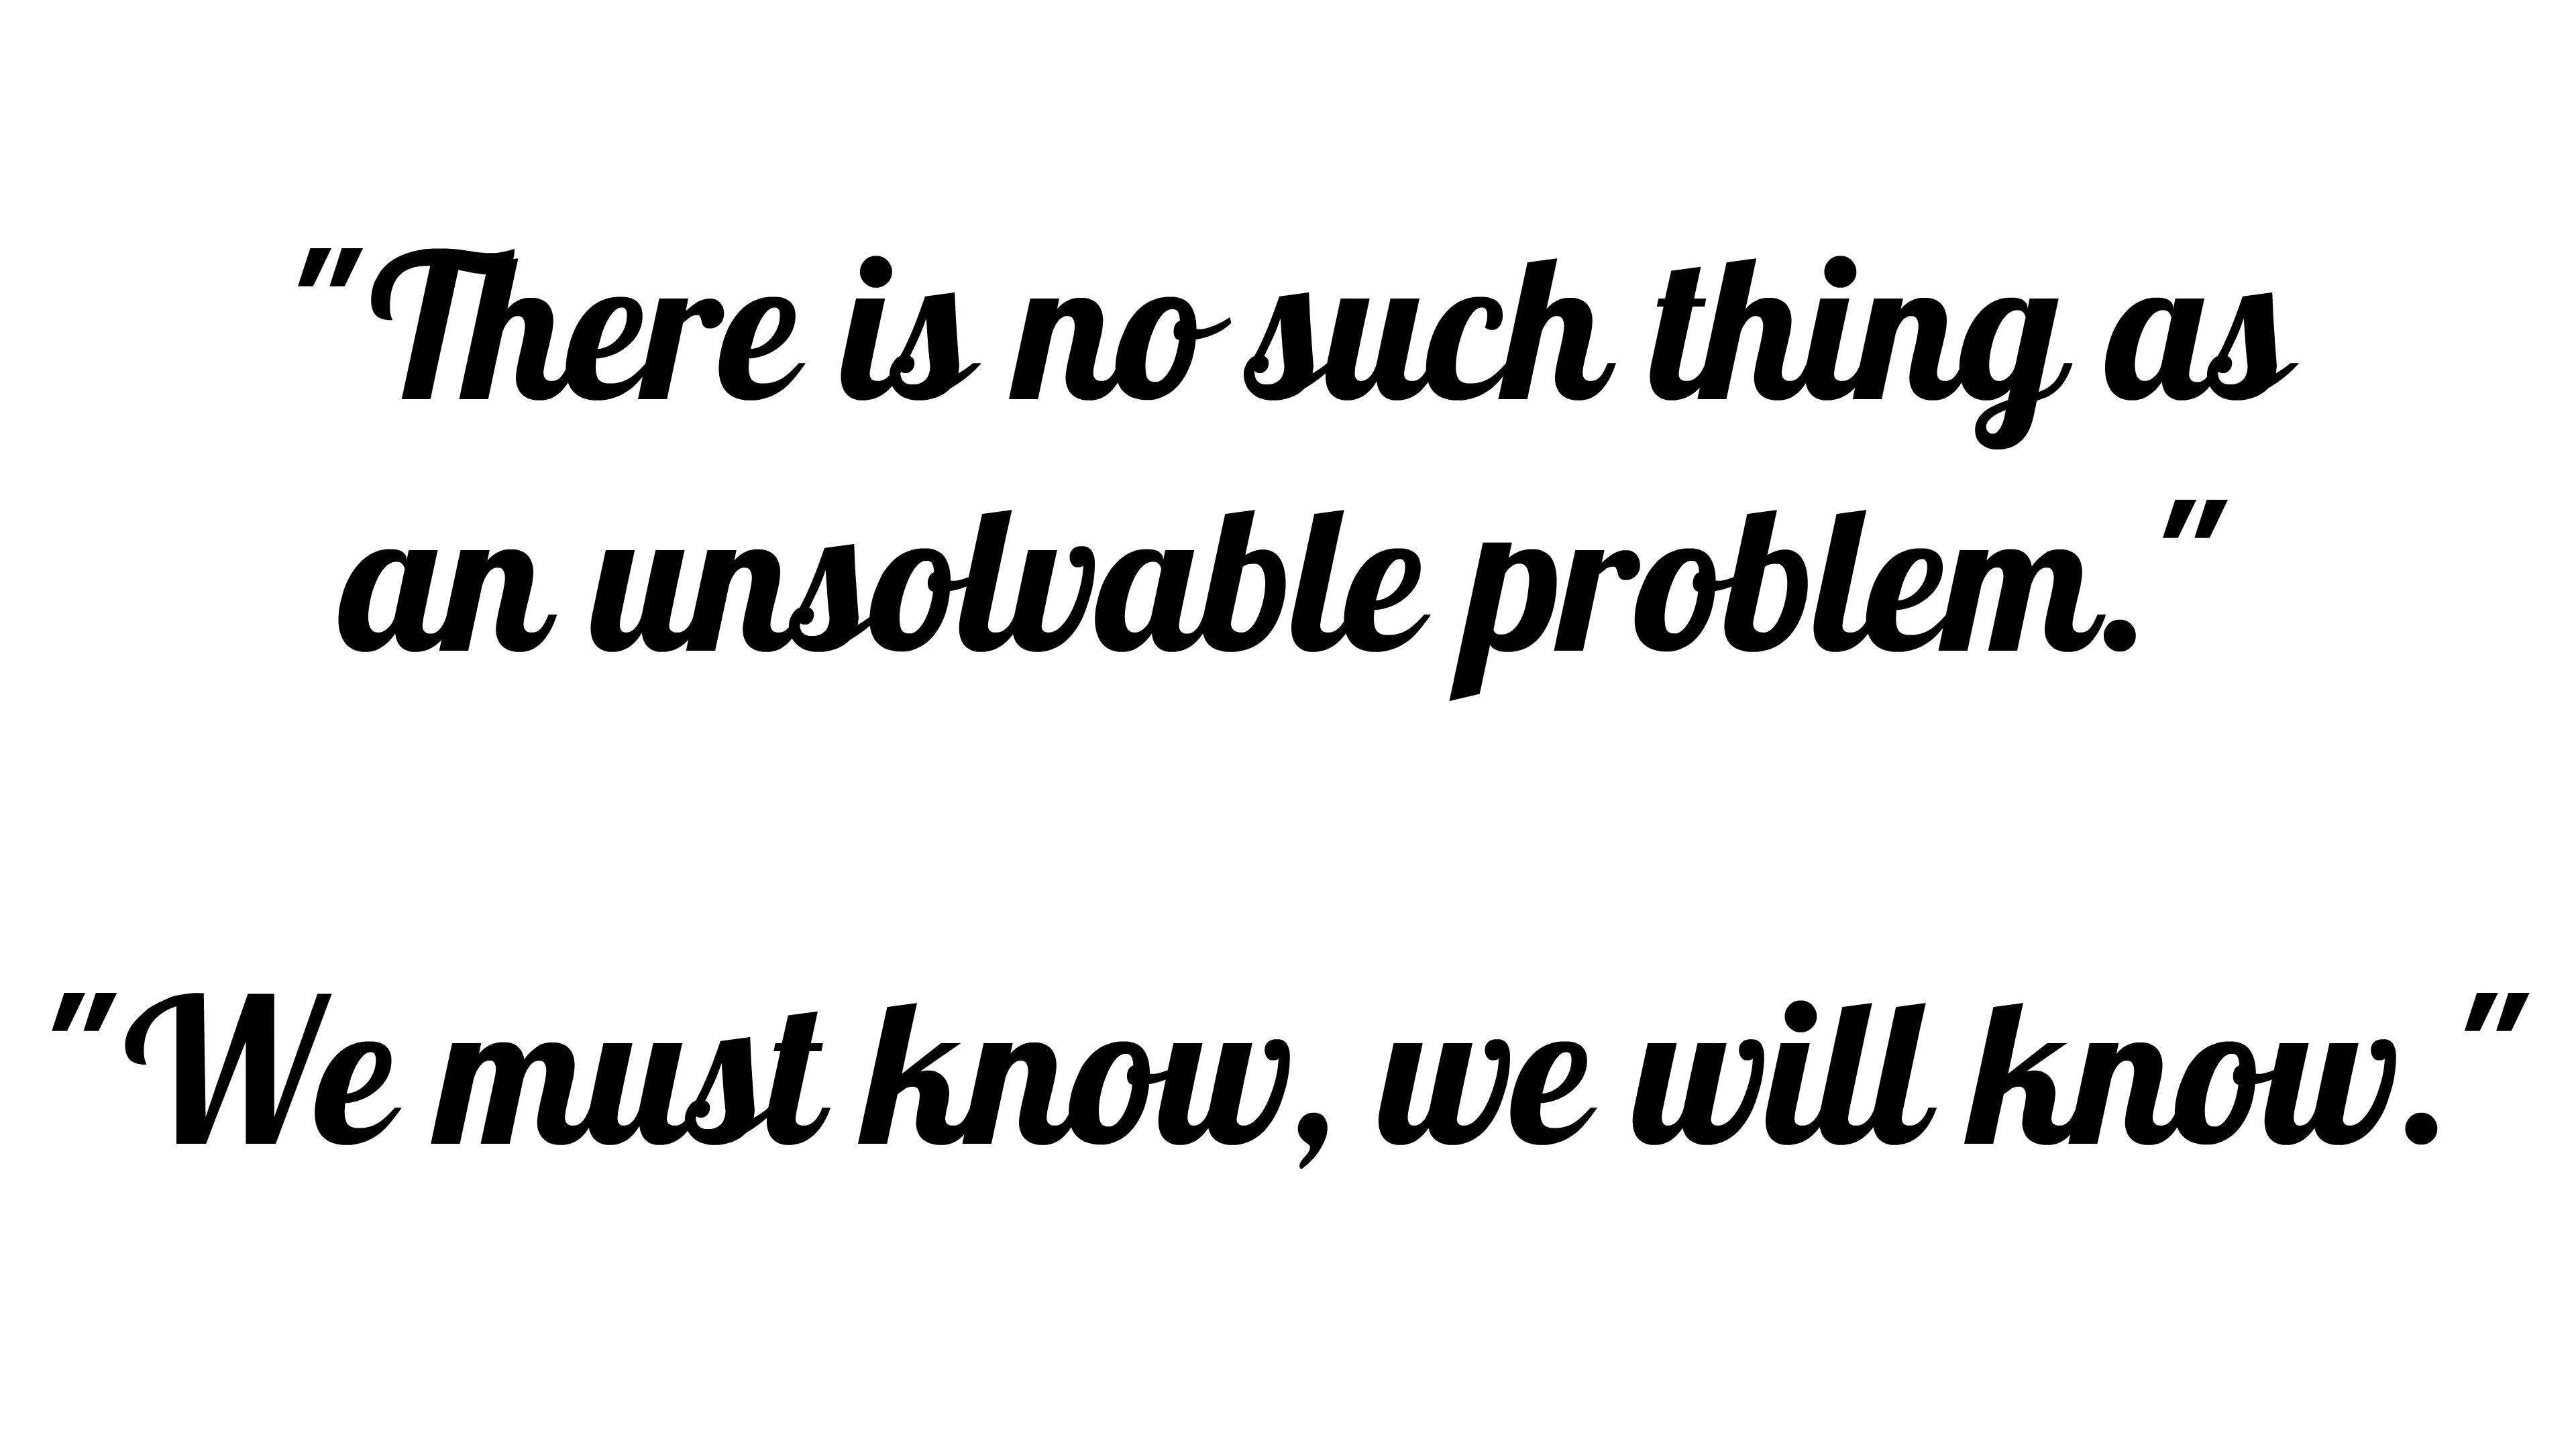 "There is no such thing as
an unsolvable problem."
"We must know, we will know."